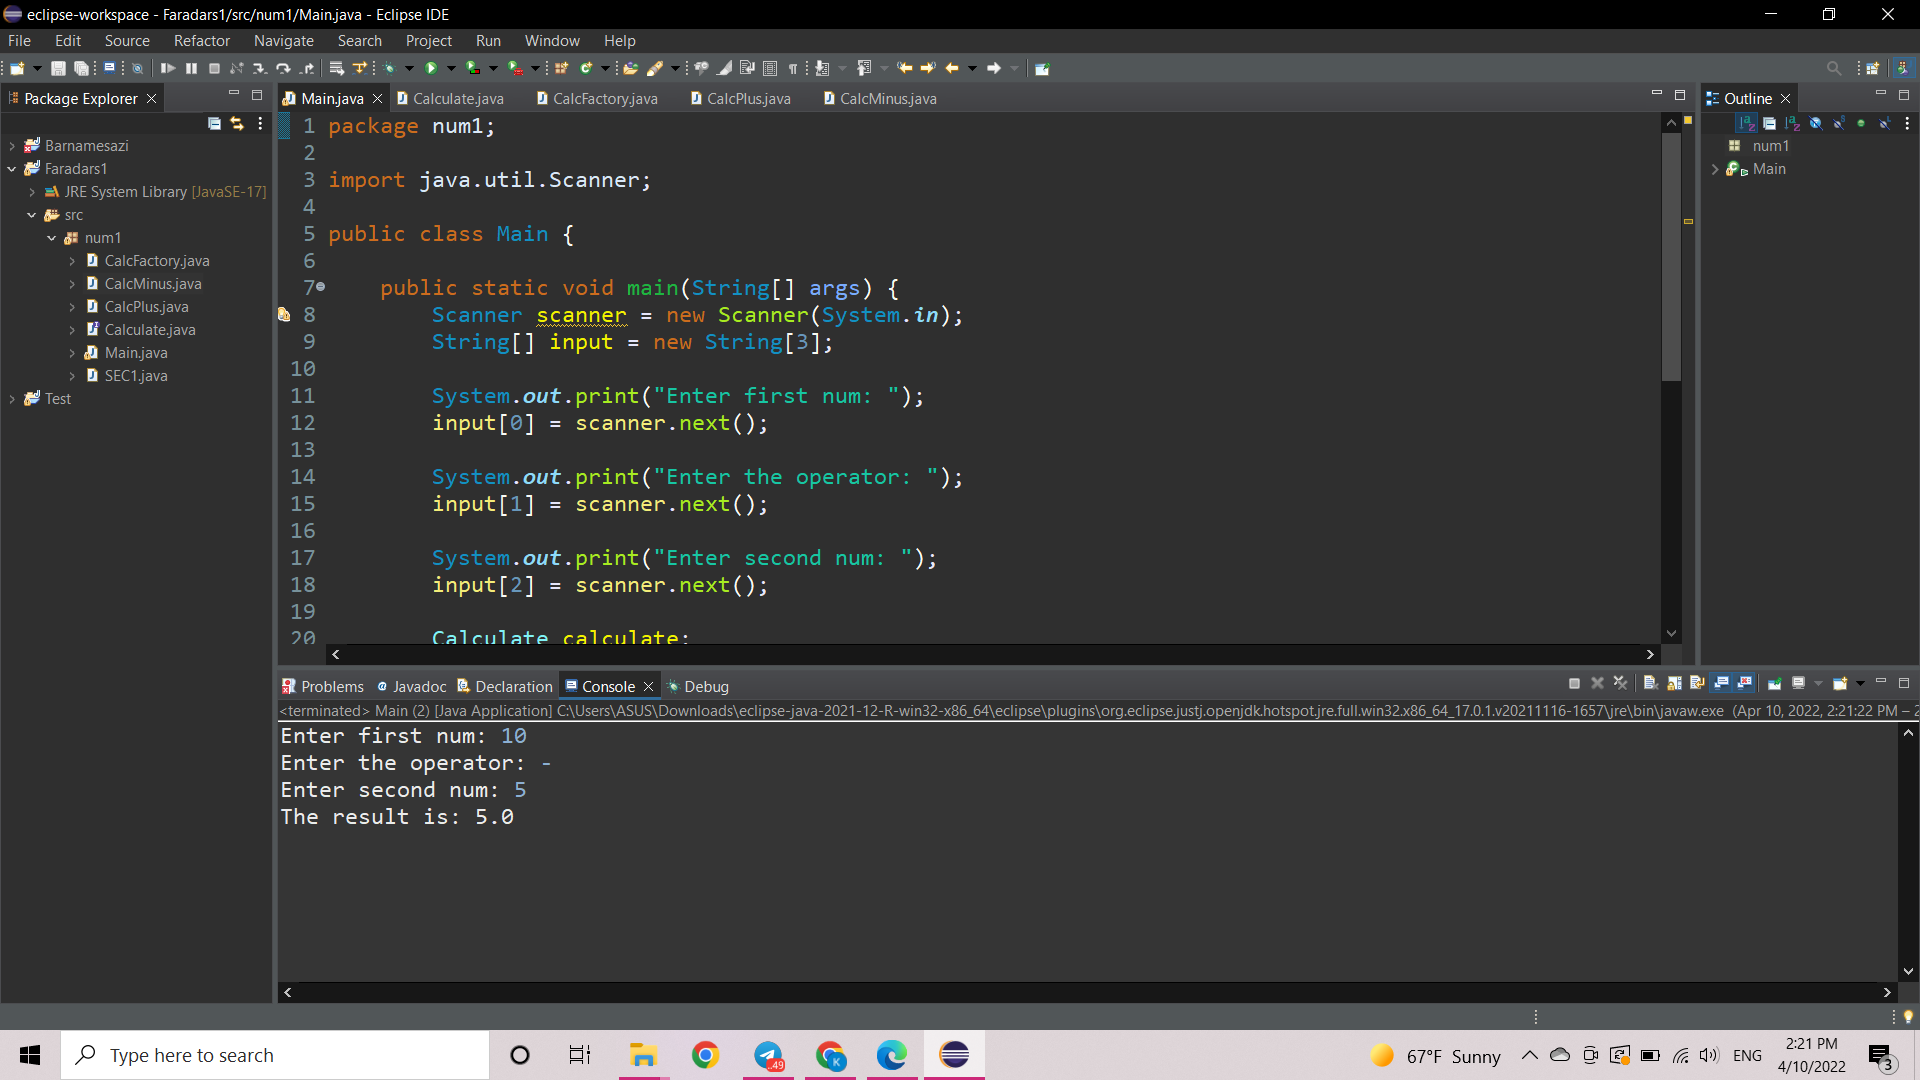 eclipse-workspace - Faradars1/src/num1/Main.java - Eclipse IDE
File Edit Source Refactor Navigate Search Project Run Window Help
Package Explorer
Barnamesazi
Faradars1
JRE System Library [JavaSE-17]
src
num1
CalcFactory.java
CalcMinus.java
CalcPlus.java
Calculate.java
Main.java
SEC1.java
Test
Main.java Calculate.java CalcFactory.java CalcPlus.java CalcMinus.java
1 package num1;
2
3 import java.util.Scanner;
4
5 public class Main {
6
7 public static void main(String[] args) {
8 Scanner scanner = new Scanner(System.in);
9 String[] input = new String[3];
10
11 System.out.print("Enter first num: ");
12 input[0] = scanner.next();
13
14 System.out.print("Enter the operator: ");
15 input[1] = scanner.next();
16
17 System.out.print("Enter second num: ");
18 input[2] = scanner.next();
19
20 Calculate calculate;
Outline
num1
Main
Problems Javadoc Declaration Console Debug
<terminated> Main (2) [Java Application] C:\Users\ASUS\Downloads\eclipse-java-2021-12-R-win32-x86_64\eclipse\plugins\org.eclipse.justj.openjdk.hotspot.jre.full.win32.x86_64_17.0.1.v20211116-1657\jre\bin\javaw.exe (Apr 10, 2022, 2:21:22 PM – 2
Enter first num: 10
Enter the operator: -
Enter second num: 5
The result is: 5.0
Type here to search
..49
K
67°F Sunny
ENG
2:21 PM
4/10/2022
3